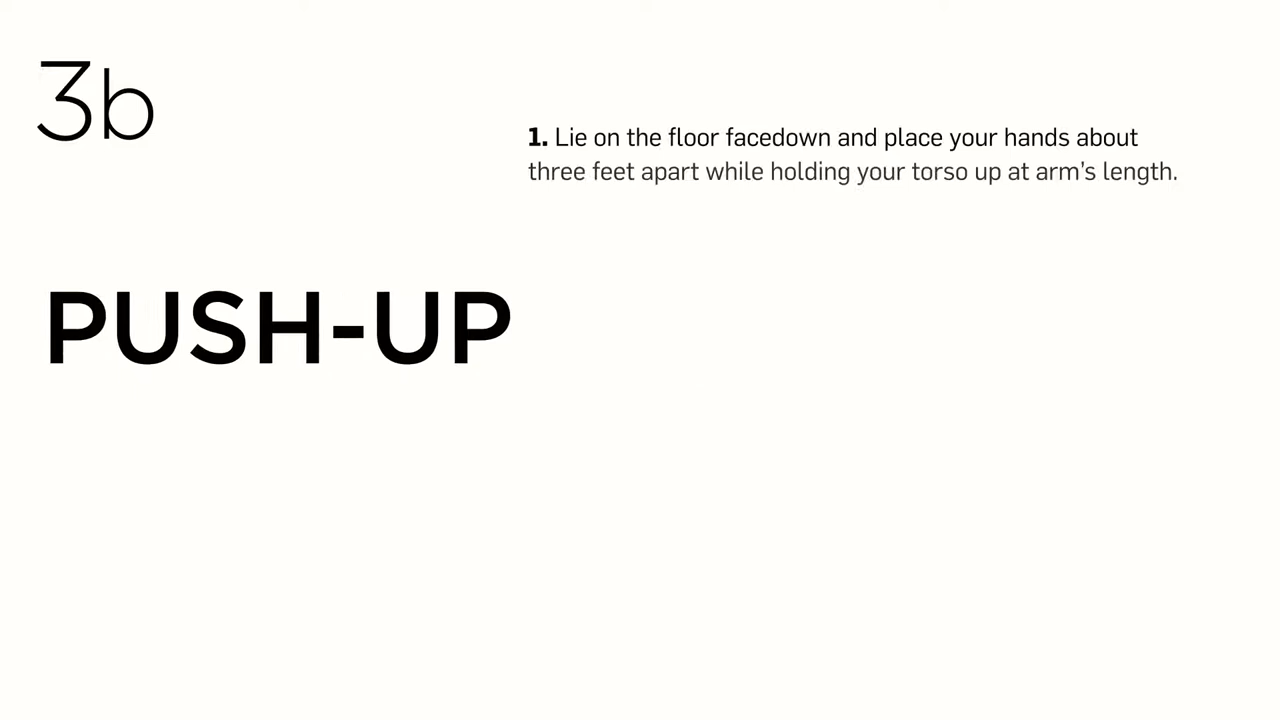 3b
1. Lie on the floor facedown and place your hands about
three feet apart while holding your torso up at arm's length.
PUSH-UP